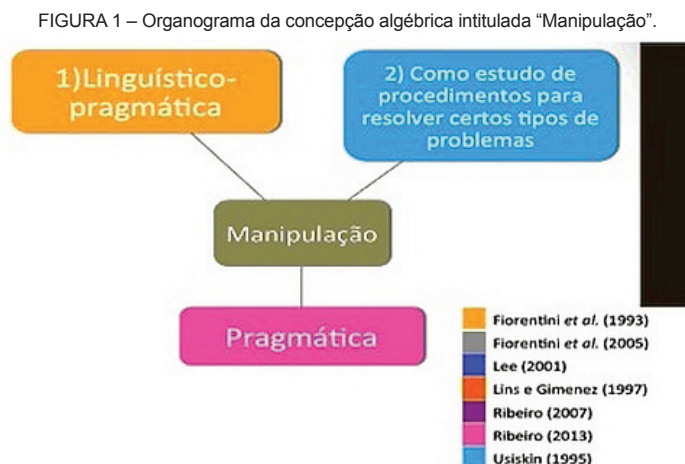 FIGURA 1 – Organograma da concepção algébrica intitulada “Manipulação”.
1)Linguístico-
pragmática
2) Como estudo de
procedimentos para
resolver certos tipos de
problemas
Manipulação
Pragmática
Fiorentini et al. (1993)
Fiorentini et al. (2005)
Lee (2001)
Lins e Gimenez (1997)
Ribeiro (2007)
Ribeiro (2013)
Usiskin (1995)